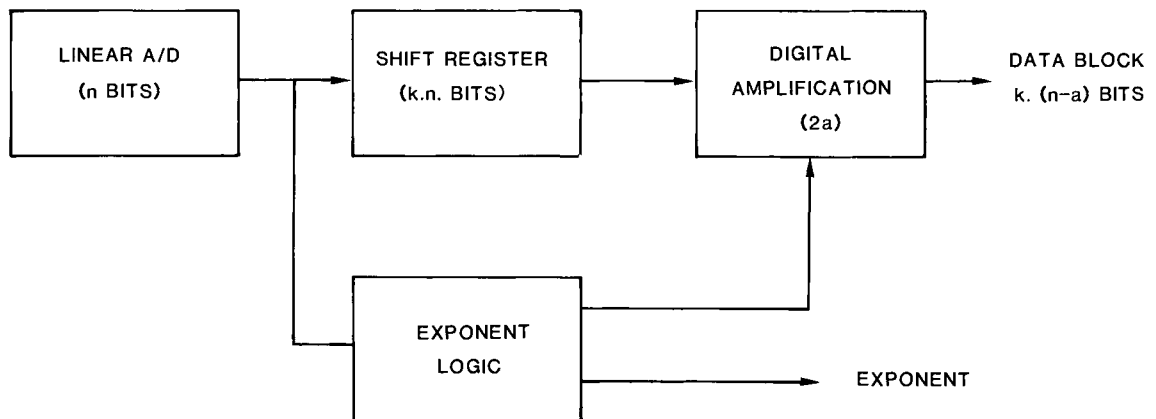 LINEAR A/D
(n BITS)
SHIFT REGISTER
(k.n. BITS)
DIGITAL
AMPLIFICATION
(2a)
DATA BLOCK
k. (n-a) BITS
EXPONENT
LOGIC
EXPONENT